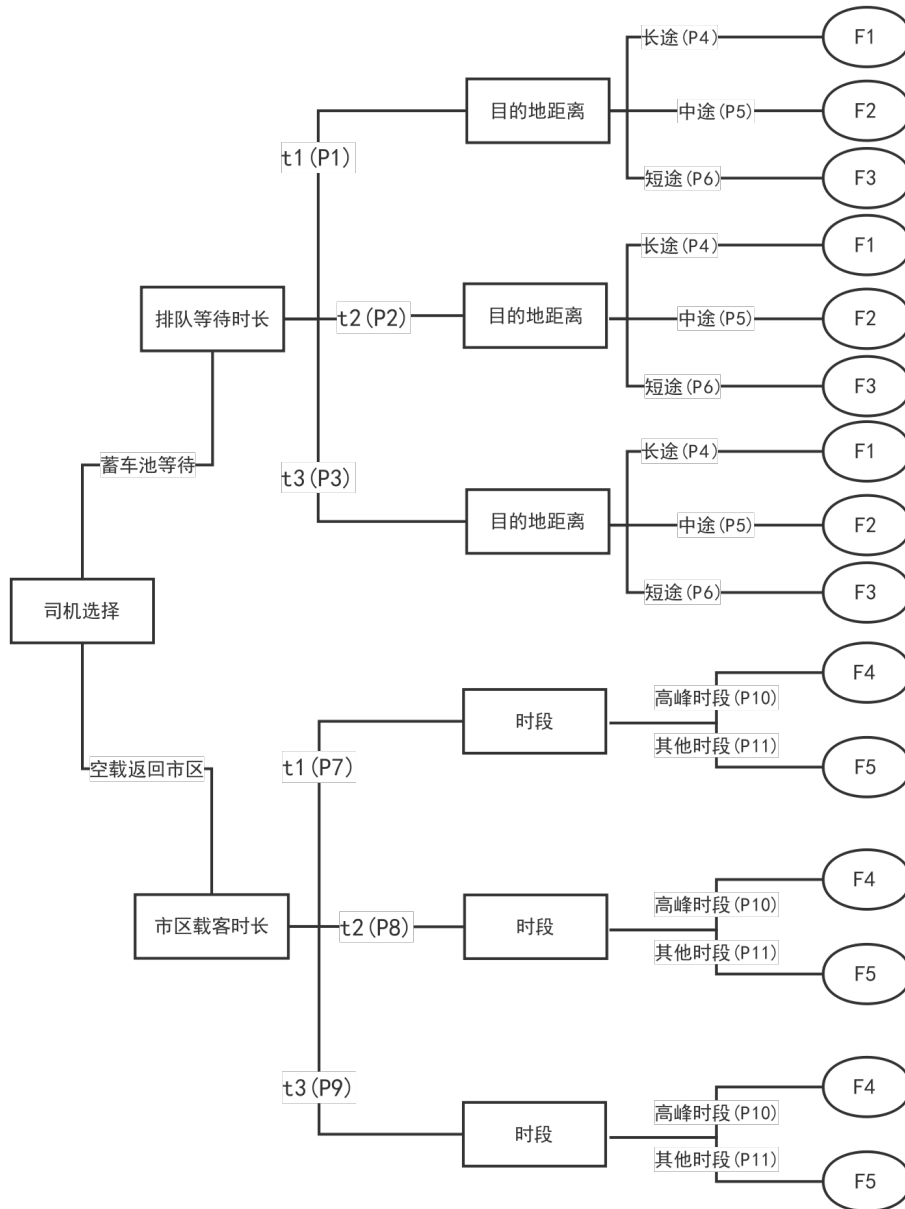 长途(P4)
F1
目的地距离
中途(P5)
F2
t1(P1)
短途(P6)
F3
长途(P4)
F1
排队等待时长
t2(P2)
目的地距离
中途(P5)
F2
短途(P6)
F3
长途(P4)
F1
蓄车池等待
t3(P3)
目的地距离
中途(P5)
F2
短途(P6)
F3
司机选择
F4
高峰时段(P10)
时段
其他时段(P11)
F5
t1(P7)
空载返回市区
F4
高峰时段(P10)
市区载客时长
t2(P8)
时段
其他时段(P11)
F5
t3(P9)
F4
高峰时段(P10)
时段
其他时段(P11)
F5